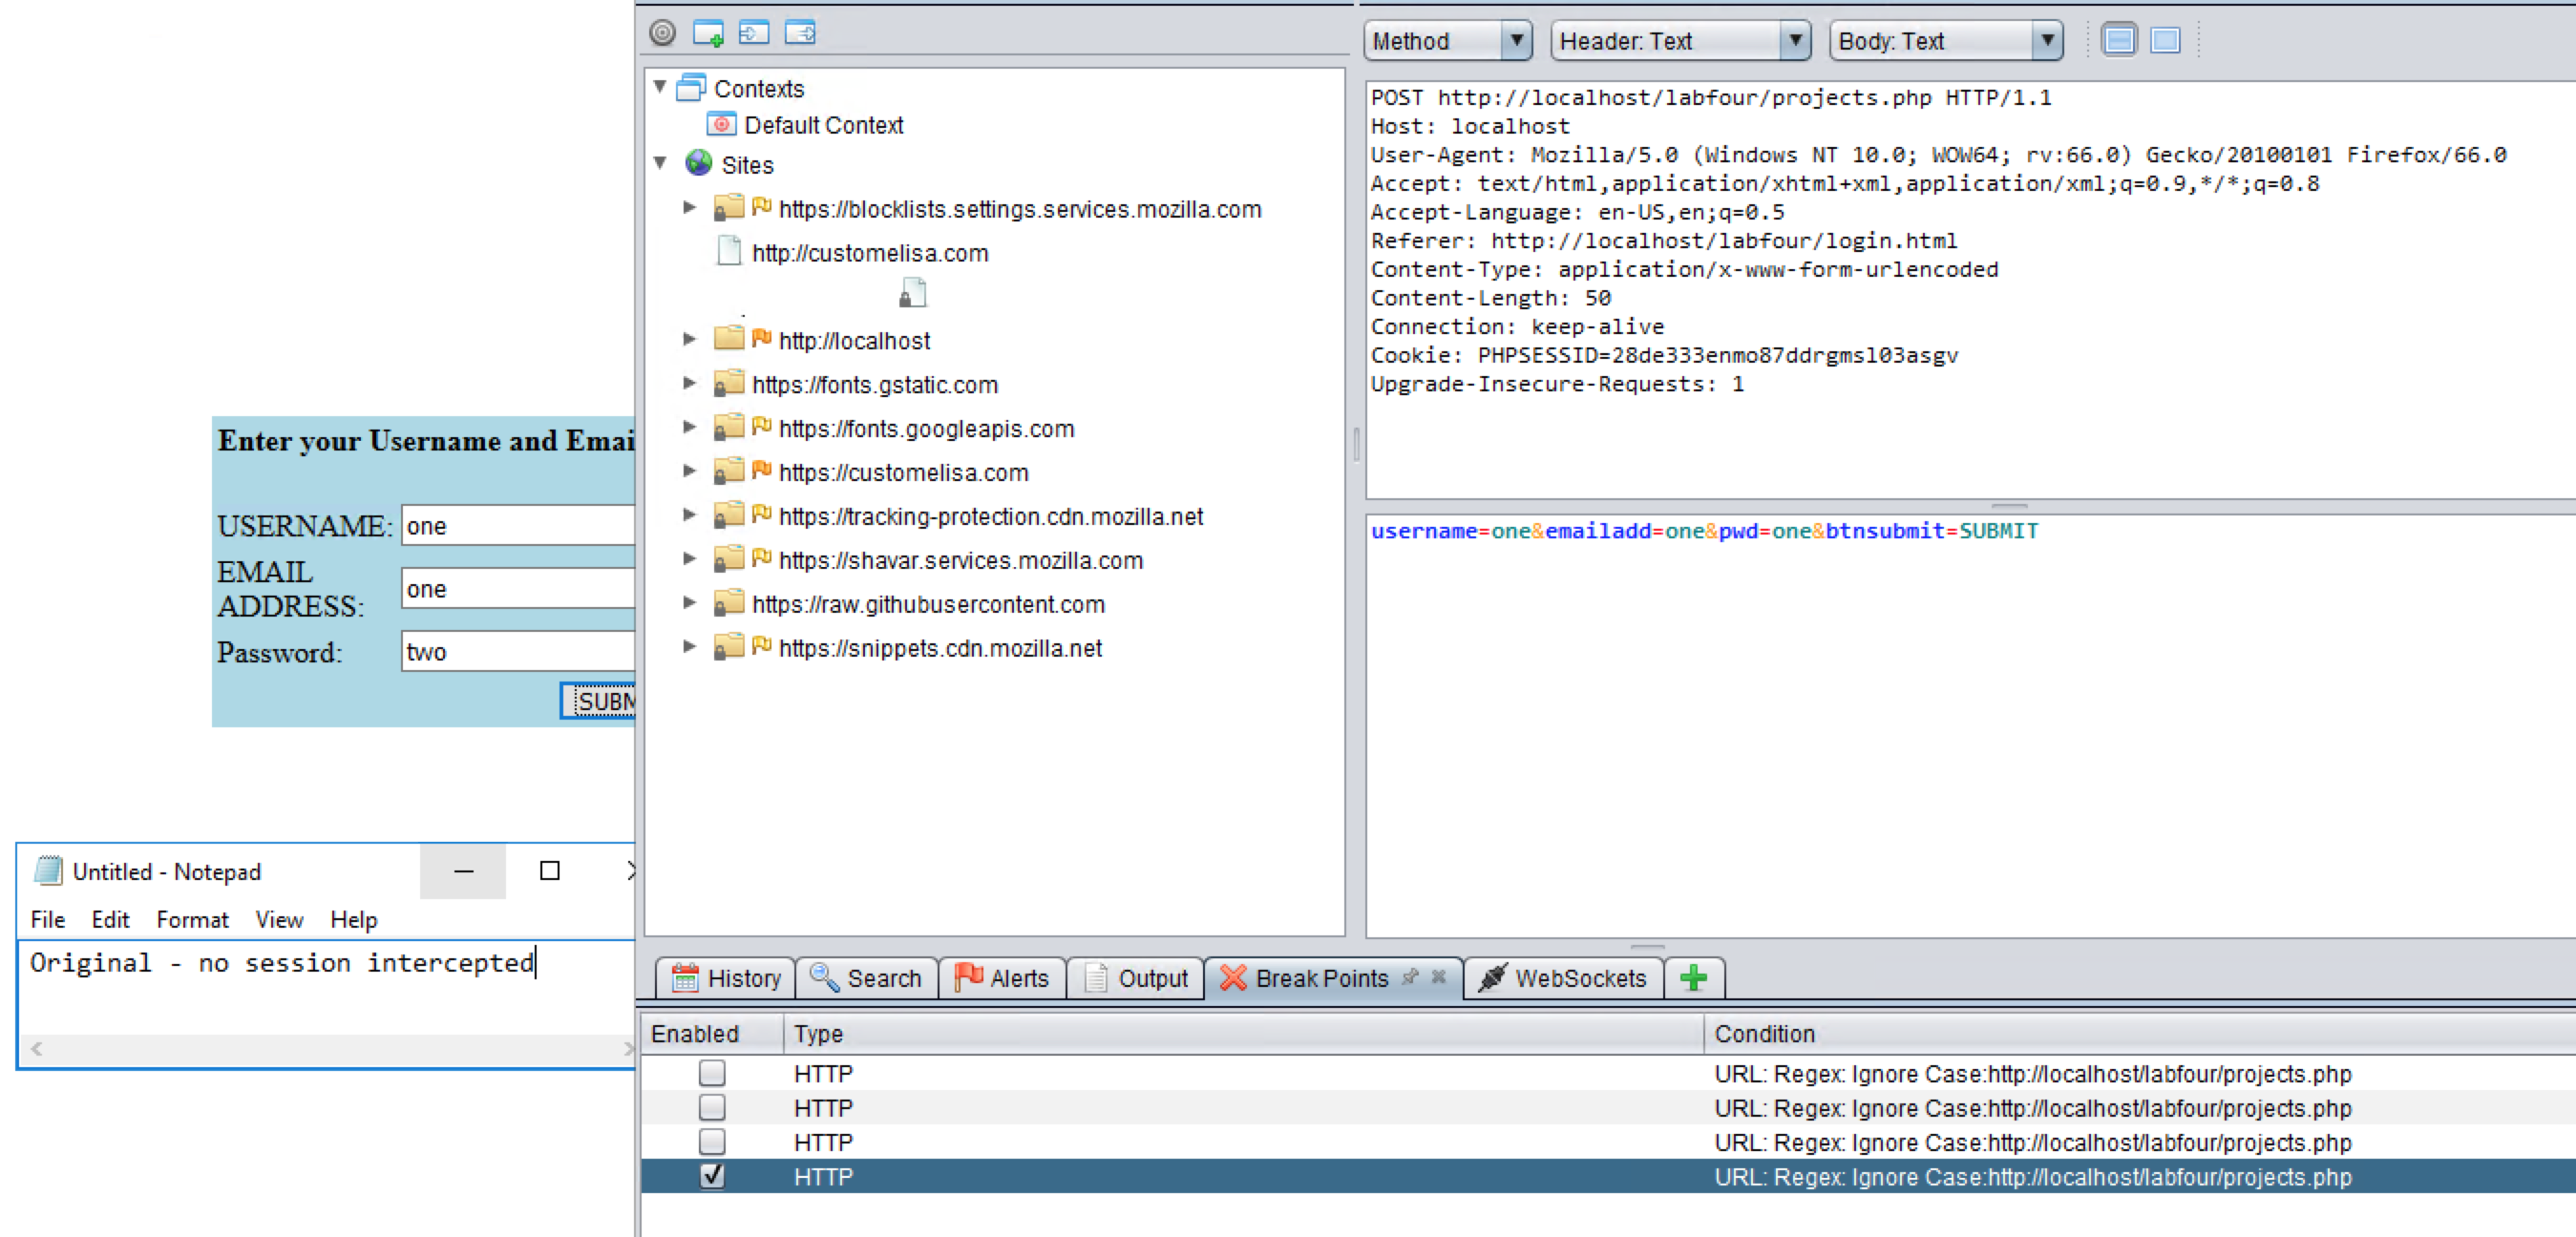 Enter your Username and Emai
USERNAME: one
EMAIL
ADDRESS: one
Password: two
SUBM
Untitled - Notepad
File Edit Format View Help
Original - no session intercepted
Contexts
Default Context
Sites
https://blocklists.settings.services.mozilla.com
http://customelisa.com
http://localhost
https://fonts.gstatic.com
https://fonts.googleapis.com
https://customelisa.com
https://tracking-protection.cdn.mozilla.net
https://shavar.services.mozilla.com
https://raw.githubusercontent.com
https://snippets.cdn.mozilla.net
Method Header: Text Body: Text
POST http://localhost/labfour/projects.php HTTP/1.1
Host: localhost
User-Agent: Mozilla/5.0 (Windows NT 10.0; WOW64; rv:66.0) Gecko/20100101 Firefox/66.0
Accept: text/html,application/xhtml+xml,application/xml;q=0.9,*/*;q=0.8
Accept-Language: en-US,en;q=0.5
Referer: http://localhost/labfour/login.html
Content-Type: application/x-www-form-urlencoded
Content-Length: 50
Connection: keep-alive
Cookie: PHPSESSID=28de333enmo87ddrgmsl03asgv
Upgrade-Insecure-Requests: 1
username=one&emailadd=one&pwd=one&btnsubmit=SUBMIT
History Search Alerts Output Break Points WebSockets
Enabled Type Condition
HTTP URL: Regex: Ignore Case:http://localhost/labfour/projects.php
HTTP URL: Regex: Ignore Case:http://localhost/labfour/projects.php
HTTP URL: Regex: Ignore Case:http://localhost/labfour/projects.php
HTTP URL: Regex: Ignore Case:http://localhost/labfour/projects.php